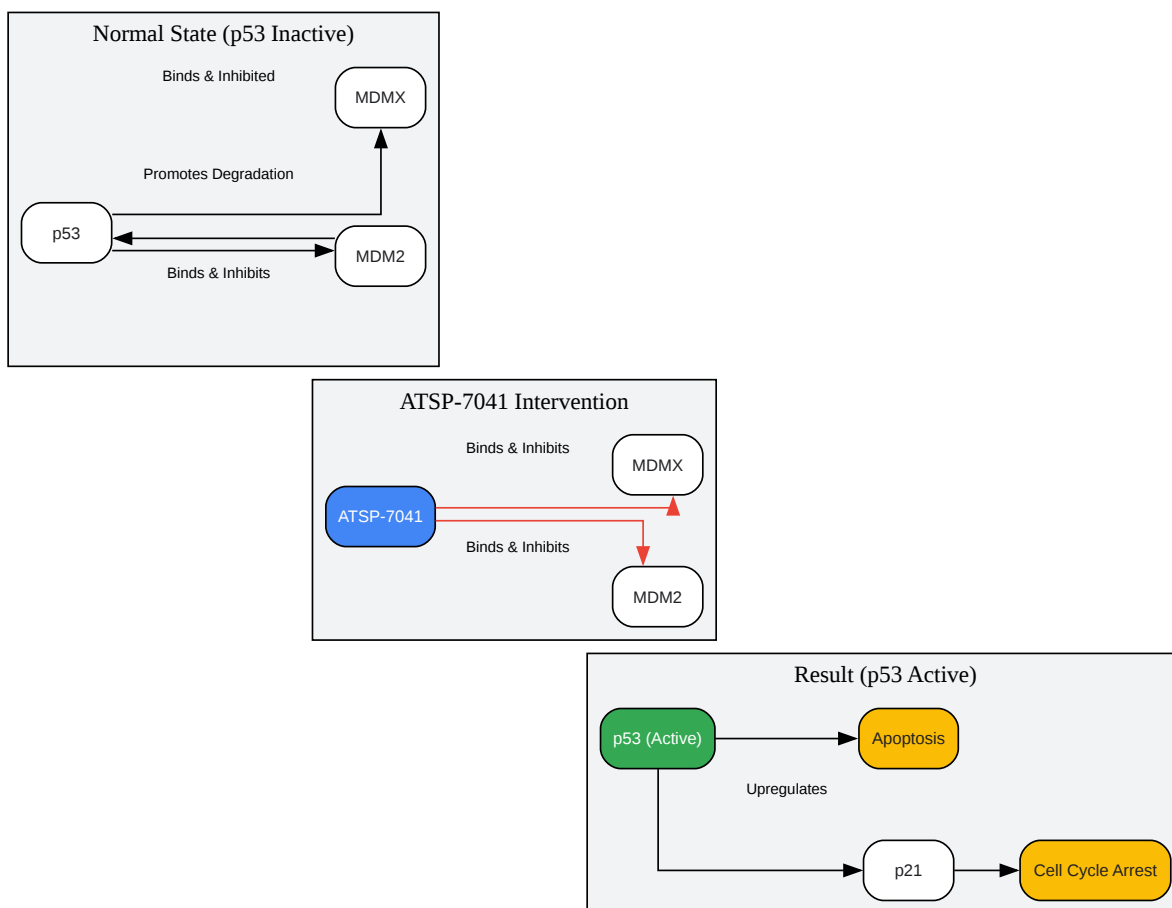 Normal State (p53 Inactive)
Binds & Inhibited
MDMX
Promotes Degradation
p53
MDM2
Binds & Inhibits
ATSP-7041 Intervention
Binds & Inhibits
MDMX
ATSP-7041
Binds & Inhibits
MDM2
Result (p53 Active)
p53 (Active)
Apoptosis
Upregulates
p21
Cell Cycle Arrest